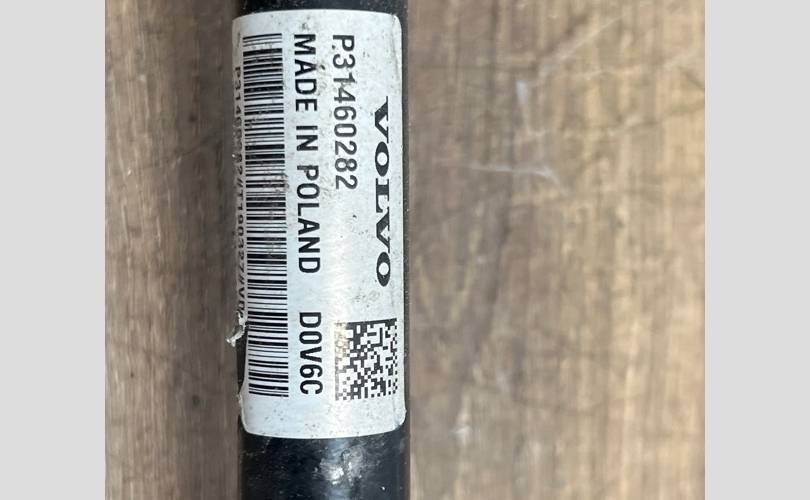 VOLVO
P31460282
MADE IN POLAND D0V6C